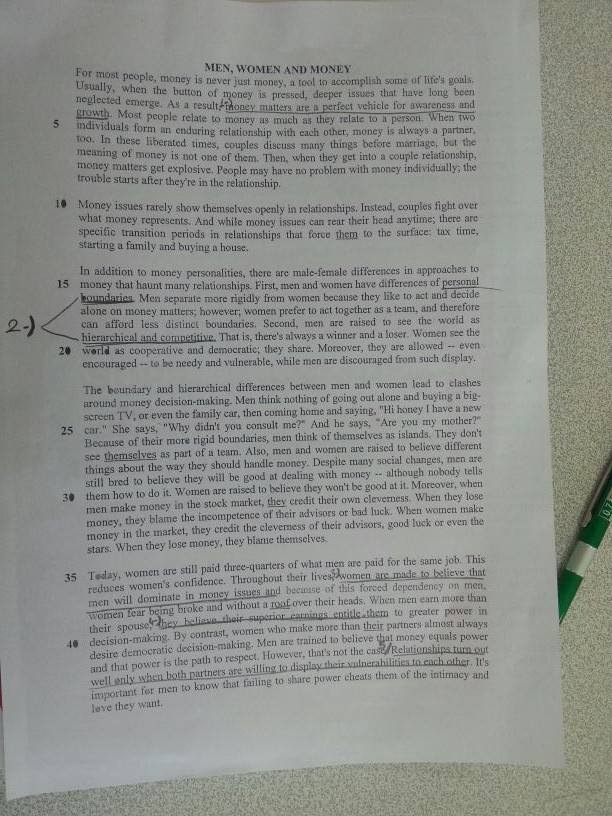 MEN, WOMEN AND MONEY
For most people, money is never just money, a tool to accomplish some of life's goals.
Usually, when the button of money is pressed, deeper issues that have long been
neglected emerge. As a result, money matters are a perfect vehicle for awareness and
growth. Most people relate to money as much as they relate to a person. When two
5 individuals form an enduring relationship with each other, money is always a partner,
too. In these liberated times, couples discuss many things before marriage, but the
meaning of money is not one of them. Then, when they get into a couple relationship,
money matters get explosive. People may have no problem with money individually; the
trouble starts after they're in the relationship.
10 Money issues rarely show themselves openly in relationships. Instead, couples fight over
what money represents. And while money issues can rear their head anytime; there are
specific transition periods in relationships that force them to the surface: tax time,
starting a family and buying a house.
In addition to money personalities, there are male-female differences in approaches to
15 money that haunt many relationships. First, men and women have differences of personal
boundaries. Men separate more rigidly from women because they like to act and decide
alone on money matters; however; women prefer to act together as a team, and therefore
can afford less distinct boundaries. Second, men are raised to see the world as
2-) hierarchical and competitive. That is, there's always a winner and a loser. Women see the
20 world as cooperative and democratic; they share. Moreover, they are allowed -- even
encouraged -- to be needy and vulnerable, while men are discouraged from such display.
The boundary and hierarchical differences between men and women lead to clashes
around money decision-making. Men think nothing of going out alone and buying a big-
screen TV, or even the family car, then coming home and saying, "Hi honey I have a new
25 car." She says, "Why didn't you consult me?" And he says, "Are you my mother?"
Because of their more rigid boundaries, men think of themselves as islands. They don't
see themselves as part of a team. Also, men and women are raised to believe different
things about the way they should handle money. Despite many social changes, men are
still bred to believe they will be good at dealing with money -- although nobody tells
30 them how to do it. Women are raised to believe they won't be good at it. Moreover, when
men make money in the stock market, they credit their own cleverness. When they lose
money, they blame the incompetence of their advisors or bad luck. When women make
money in the market, they credit the cleverness of their advisors, good luck or even the
stars. When they lose money, they blame themselves.
35 Today, women are still paid three-quarters of what men are paid for the same job. This
reduces women's confidence. Throughout their lives, women are made to believe that
men will dominate in money issues and because of this forced dependency on men,
women fear being broke and without a roof over their heads. When men earn more than
their spouse, they believe their superior earnings entitle them to greater power in
40 decision-making. By contrast, women who make more than their partners almost always
desire democratic decision-making. Men are trained to believe that money equals power
and that power is the path to respect. However, that's not the case. Relationships turn out
well only when both partners are willing to display their vulnerabilities to each other. It's
important for men to know that failing to share power cheats them of the intimacy and
love they want.